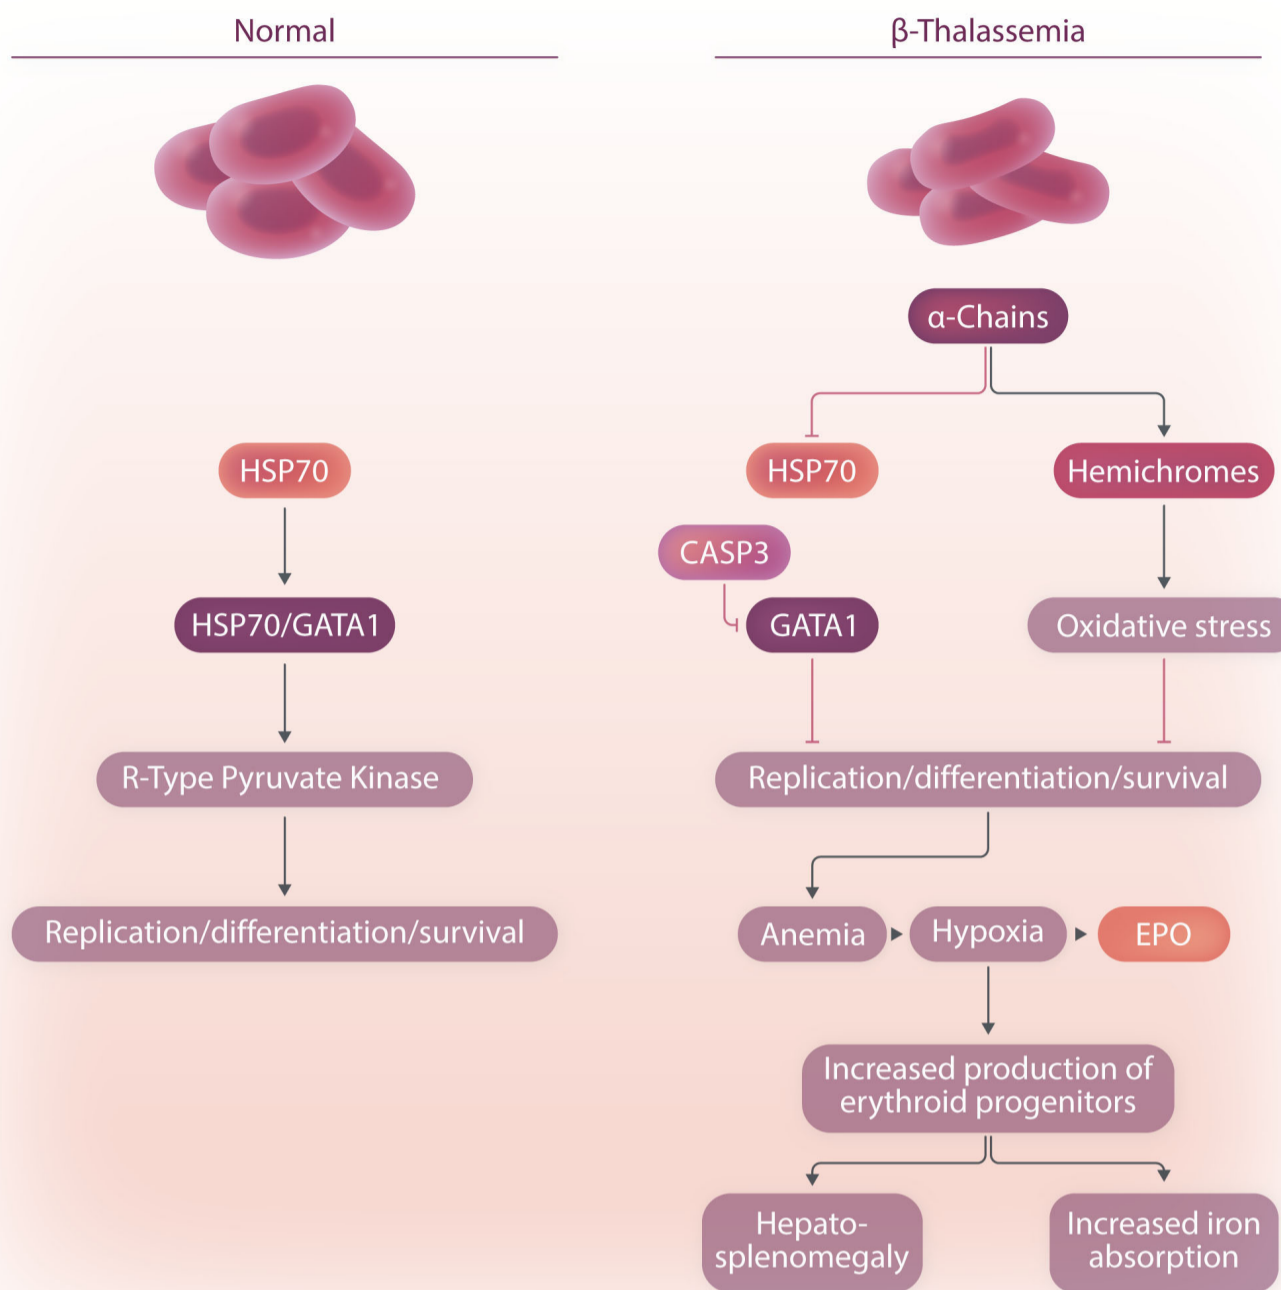 Normal
HSP70
HSP70/GATA1
R-Type Pyruvate Kinase
Replication/differentiation/survival
β-Thalassemia
α-Chains
HSP70
Hemichromes
CASP3
GATA1
Oxidative stress
Replication/differentiation/survival
Anemia
Hypoxia
EPO
Increased production of
erythroid progenitors
Hepato-
splenomegaly
Increased iron
absorption